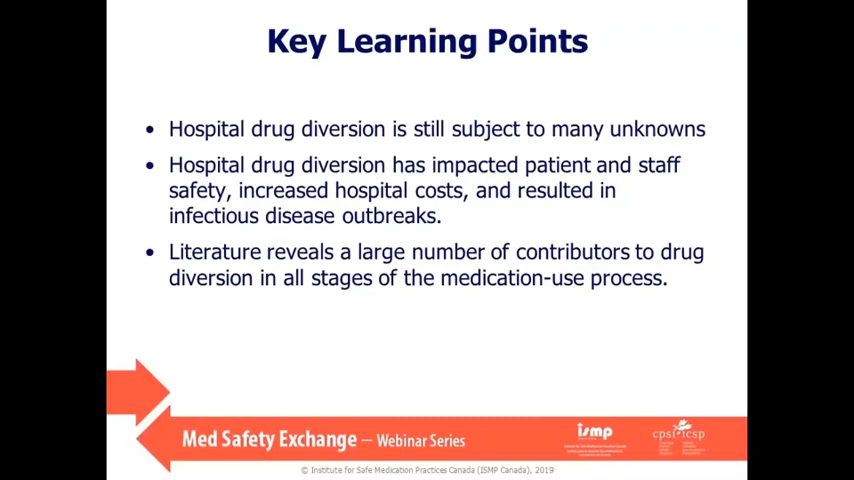 Key Learning Points
• Hospital drug diversion is still subject to many unknowns
• Hospital drug diversion has impacted patient and staff
safety, increased hospital costs, and resulted in
infectious disease outbreaks.
• Literature reveals a large number of contributors to drug
diversion in all stages of the medication-use process.
Med Safety Exchange – Webinar Series
ismp
cpsi icsp
© Institute for Safe Medication Practices Canada (ISMP Canada), 2019